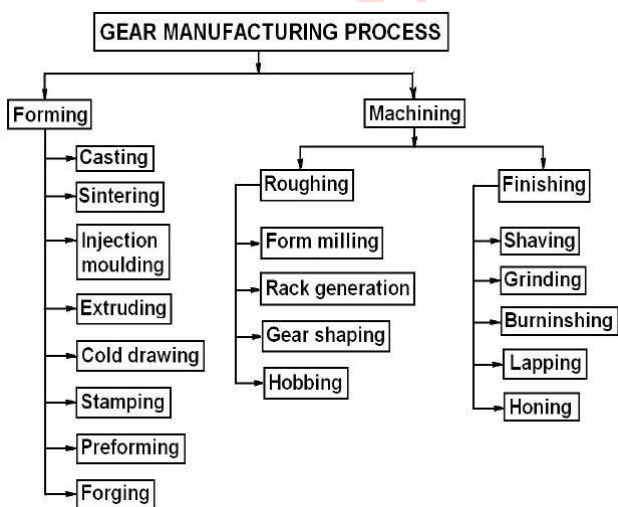 GEAR MANUFACTURING PROCESS
Forming
Machining
Casting
Sintering
Injection
moulding
Extruding
Cold drawing
Stamping
Preforming
Forging
Roughing
Form milling
Rack generation
Gear shaping
Hobbing
Finishing
Shaving
Grinding
Burninshing
Lapping
Honing